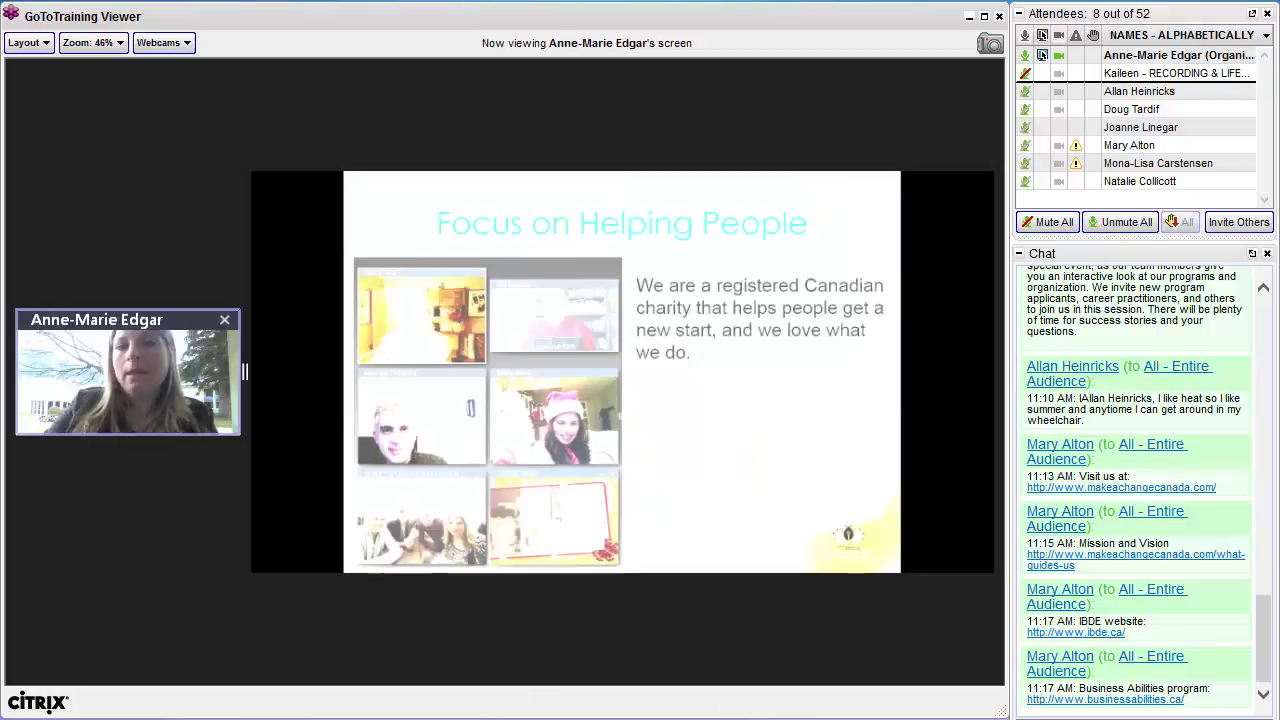 GoToTraining Viewer
Layout
Zoom: 46%
Webcams
Now viewing Anne-Marie Edgar's screen
Anne-Marie Edgar
Focus on Helping People
We are a registered Canadian
charity that helps people get a
new start, and we love what
we do.
CITRIX
Attendees: 8 out of 52
NAMES - ALPHABETICALLY
Anne-Marie Edgar (Organi...
Kaileen - RECORDING & LIFE...
Allan Heinricks
Doug Tardif
Joanne Linegar
Mary Alton
Mona-Lisa Carstensen
Natalie Collicott
Mute All
Unmute All
All
Invite Others
Chat
special event, as our team members give
you an interactive look at our programs and
organization. We invite new program
applicants, career practitioners, and others
to join us in this session. There will be plenty
of time for success stories and your
questions.
Allan Heinricks (to All - Entire
Audience):
11:10 AM: IAllan Heinricks, I like heat so I like
summer and anytiome I can get around in my
wheelchair.
Mary Alton (to All - Entire
Audience):
11:13 AM: Visit us at:
http://www.makeachangecanada.com/
Mary Alton (to All - Entire
Audience):
11:15 AM: Mission and Vision
http://www.makeachangecanada.com/what-
guides-us
Mary Alton (to All - Entire
Audience):
11:17 AM: IBDE website:
http://www.ibde.ca/
Mary Alton (to All - Entire
Audience):
11:17 AM: Business Abilities program:
http://www.businessabilities.ca/